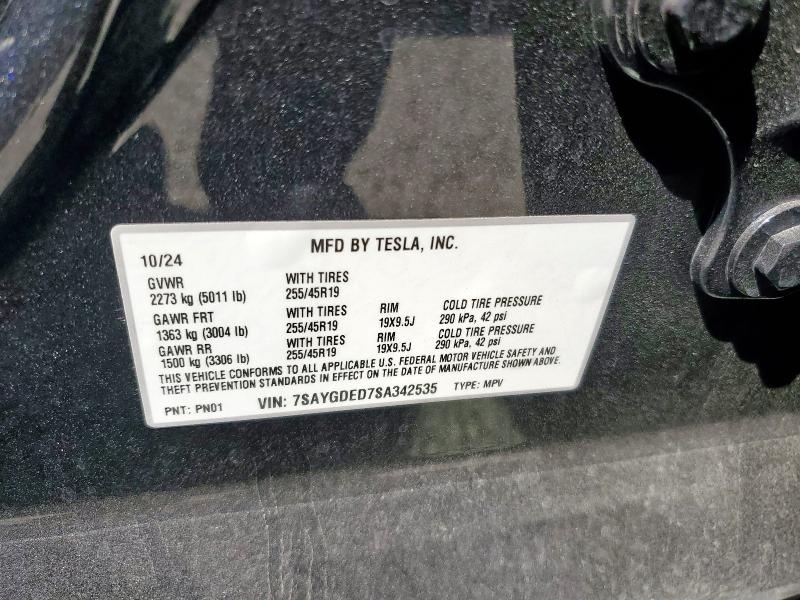 MFD BY TESLA, INC.
10/24
GVWR WITH TIRES
2273 kg (5011 lb) 255/45R19
GAWR FRT WITH TIRES RIM COLD TIRE PRESSURE
1363 kg (3004 lb) 255/45R19 19X9.5J 290 kPa, 42 psi
GAWR RR WITH TIRES RIM COLD TIRE PRESSURE
1500 kg (3306 lb) 255/45R19 19X9.5J 290 kPa, 42 psi
THIS VEHICLE CONFORMS TO ALL APPLICABLE U.S. FEDERAL MOTOR VEHICLE SAFETY AND
THEFT PREVENTION STANDARDS IN EFFECT ON THE DATE OF MANUFACTURE SHOWN ABOVE.
PNT: PN01 VIN: 7SAYGDED7SA342535 TYPE: MPV